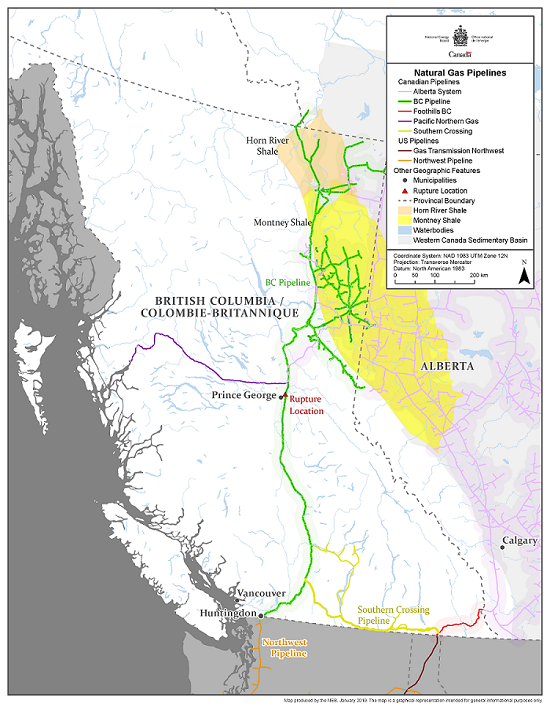 National Energy Board
Office national de l'énergie
Canada
Natural Gas Pipelines
Canadian Pipelines
Alberta System
BC Pipeline
Foothills BC
Pacific Northern Gas
Southern Crossing
US Pipelines
Gas Transmission Northwest
Northwest Pipeline
Other Geographic Features
Municipalities
Rupture Location
Provincal Boundary
Horn River Shale
Montney Shale
Waterbodies
Western Canada Sedimentary Basin
Coordinate System: NAD 1983 UTM Zone 12N
Projection: Transverse Mercator
Datum: North American 1983
0 50 100 200 km
N
Horn River
Shale
Montney Shale
BC Pipeline
BRITISH COLUMBIA /
COLOMBIE-BRITANNIQUE
ALBERTA
Prince George
Rupture
Location
Calgary
Vancouver
Huntingdon
Southern Crossing
Pipeline
Northwest
Pipeline
Map produced by the NEB, January 2019. The map is a graphical representation intended for general informational purposes only.